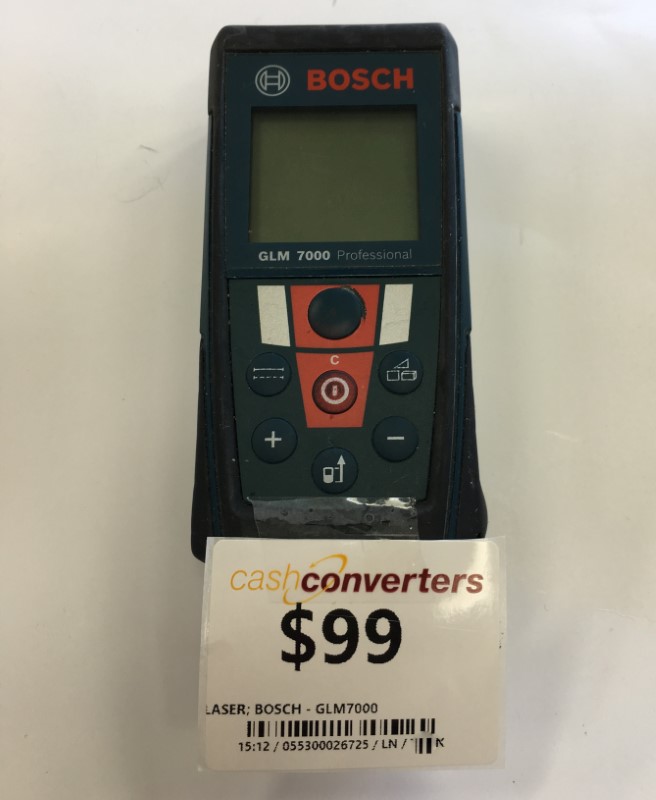 BOSCH
GLM 7000 Professional
C
+ −
cashconverters
$99
LASER; BOSCH - GLM7000
15:12 / 055300026725 / LN /